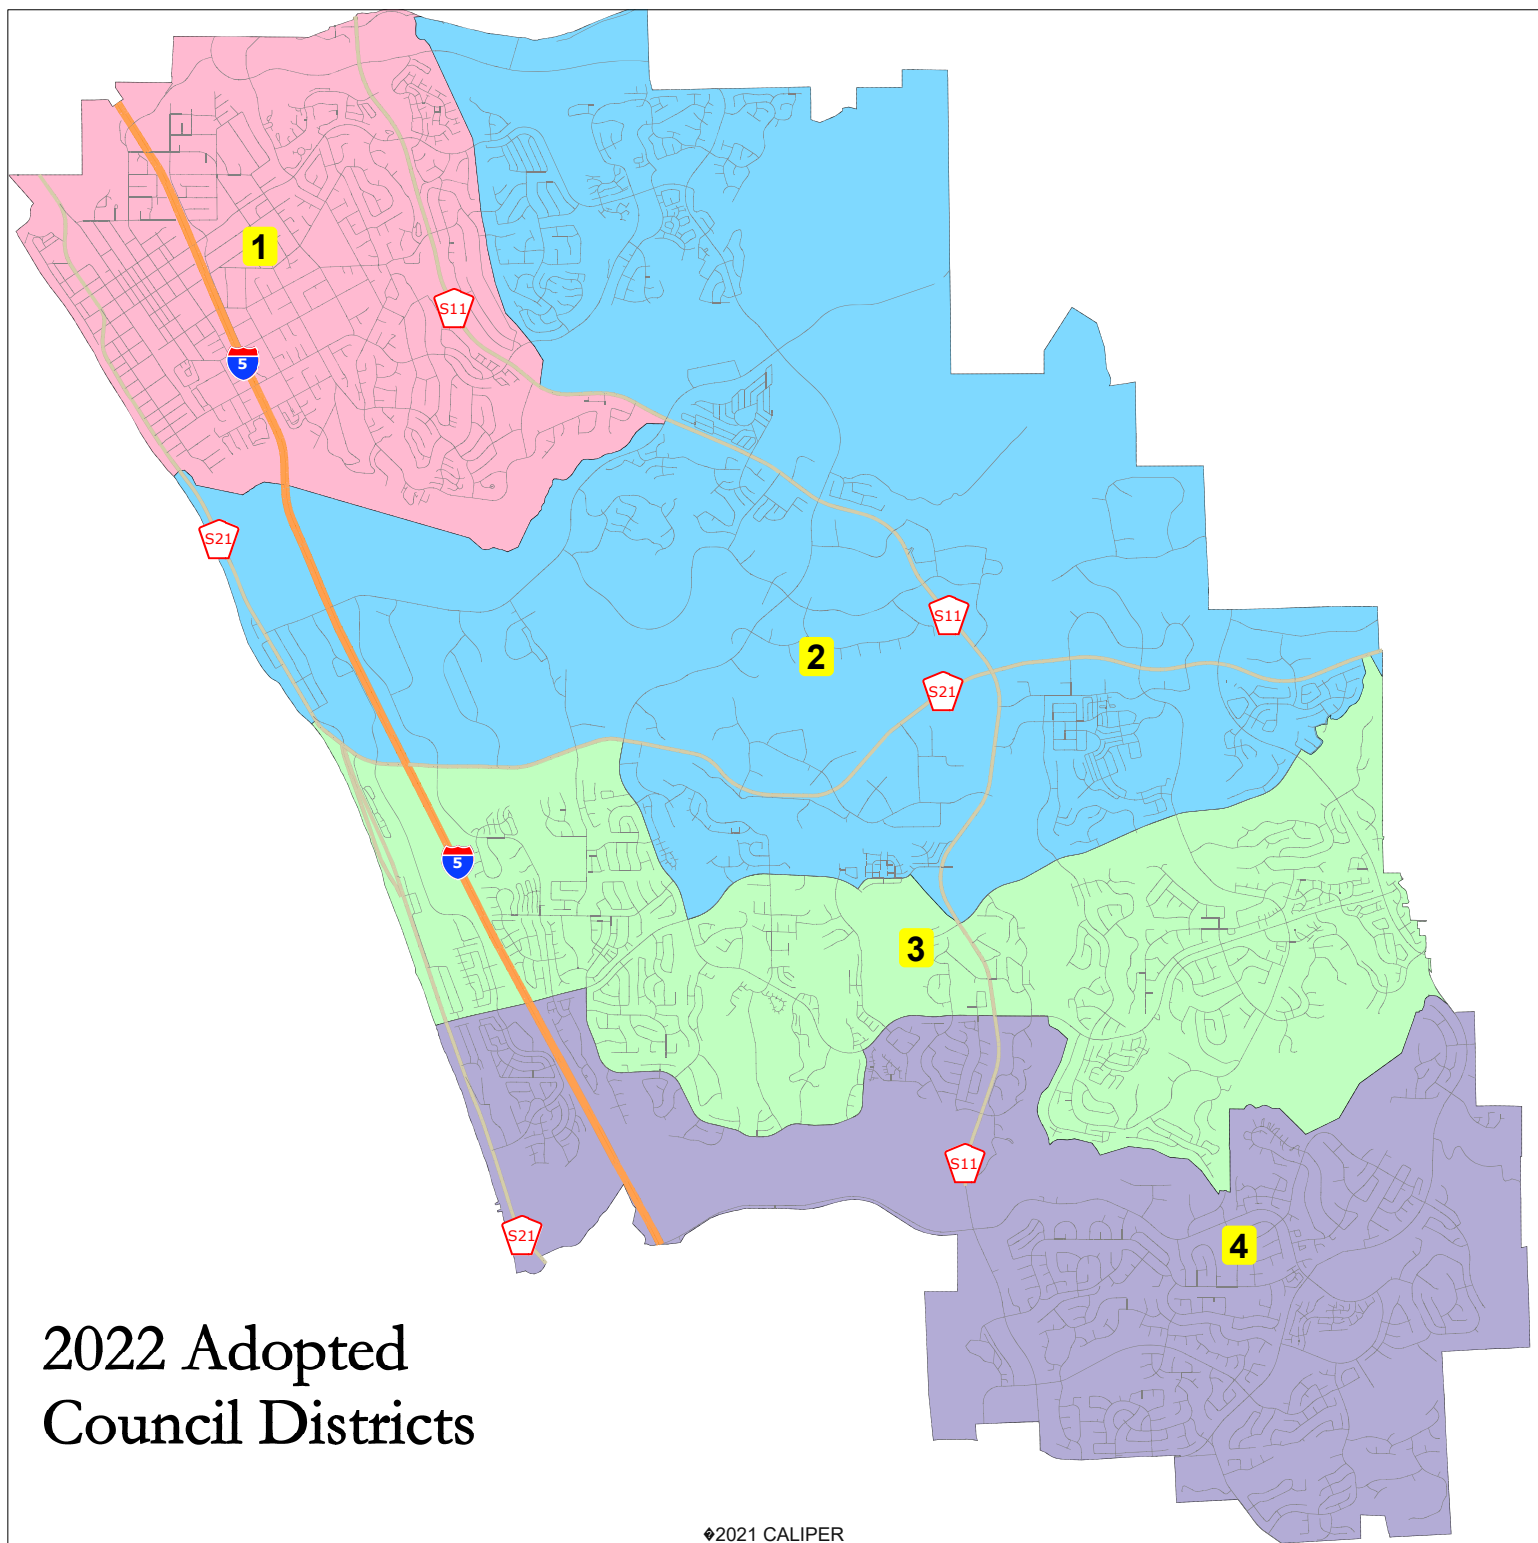 1
S11
5
S21
S11
2
S21
5
3
S11
S21
4
2022 Adopted
Council Districts
�2021 CALIPER